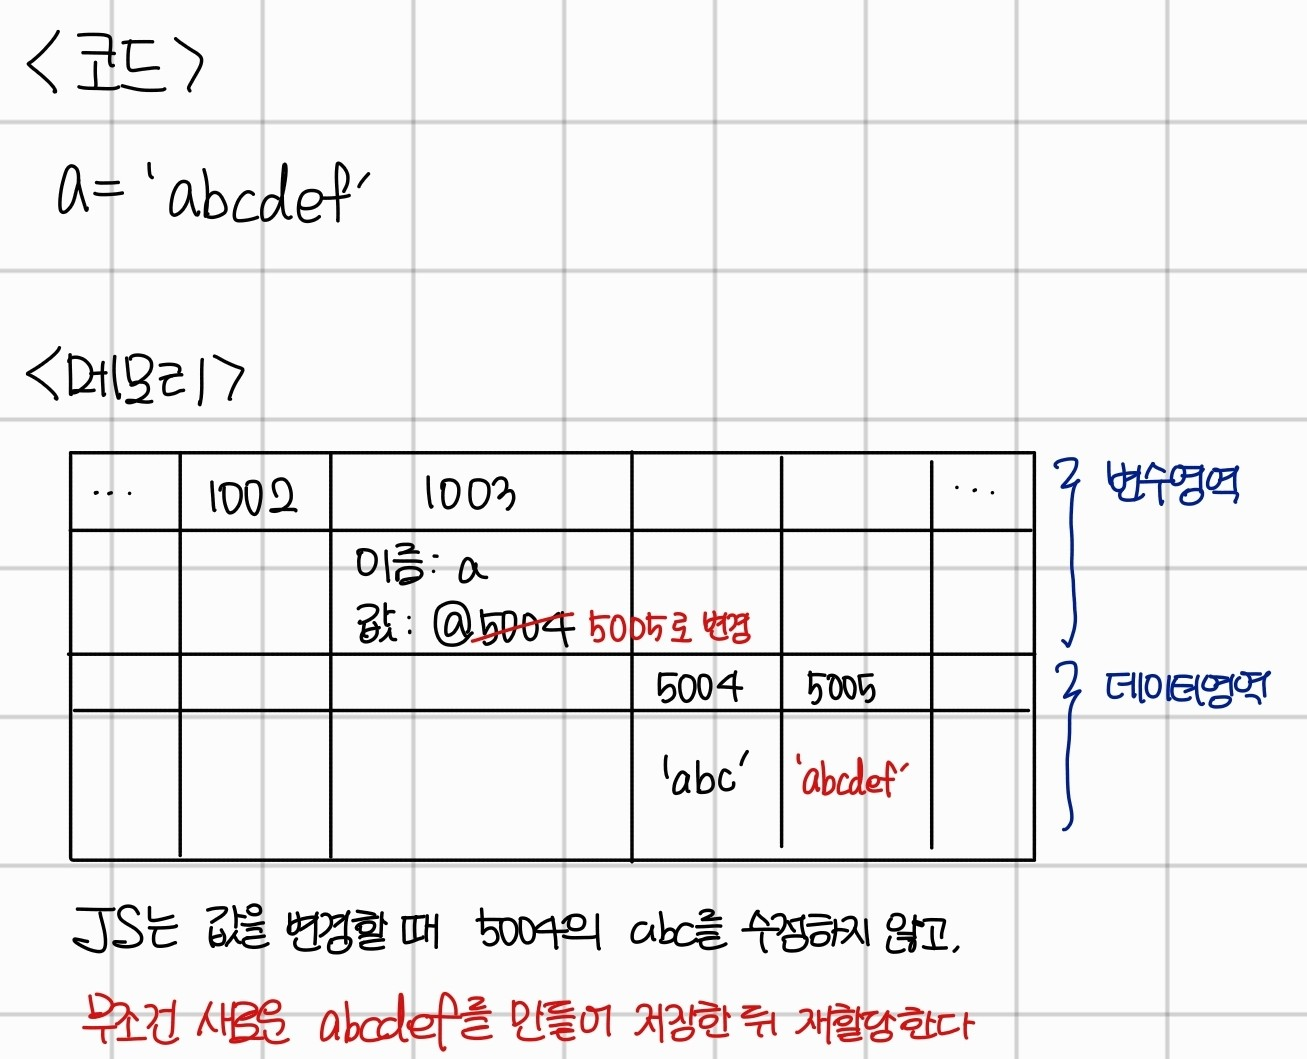 <코드>
a= 'abcdef'
<메모리>
... 1002 1003 ...
변수영역
이름: a
값: @5004 5005로 변경
5004 5005
데이터영역
'abc' 'abcdef'
JS는 값을 변경할 때 5004의 abc를 수정하지 않고,
무조건 새로운 abcdef를 만들어 저장한 뒤 재할당한다